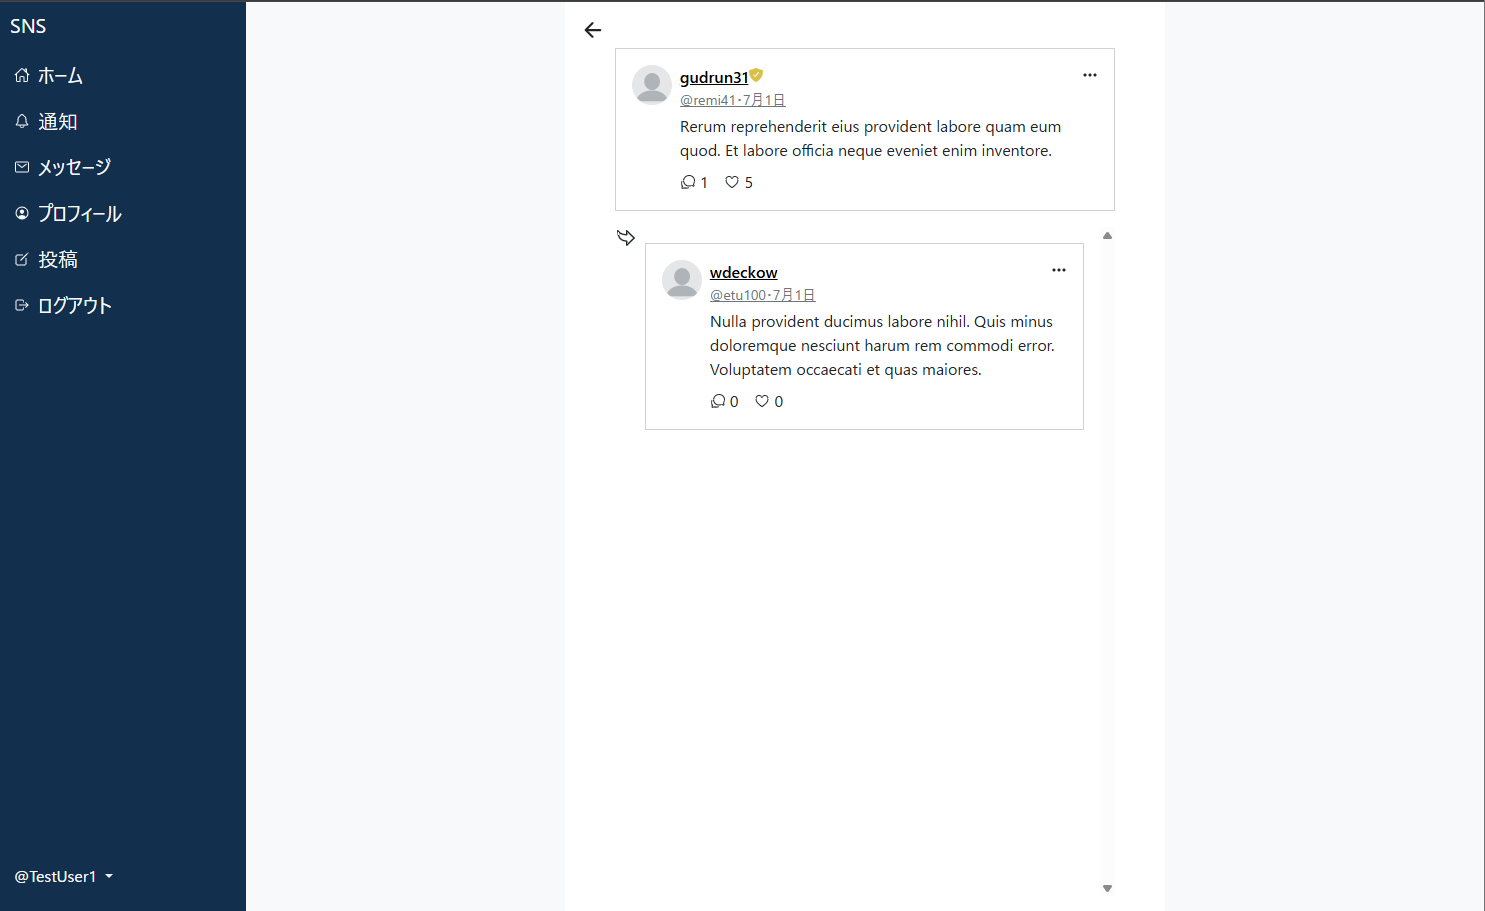 SNS
ホーム
通知
メッセージ
プロフィール
投稿
ログアウト
@TestUser1
gudrun31
@remi41・7月1日
Rerum reprehenderit eius provident labore quam eum
quod. Et labore officia neque eveniet enim inventore.
1 5
wdeckow
@etu100・7月1日
Nulla provident ducimus labore nihil. Quis minus
doloremque nesciunt harum rem commodi error.
Voluptatem occaecati et quas maiores.
0 0